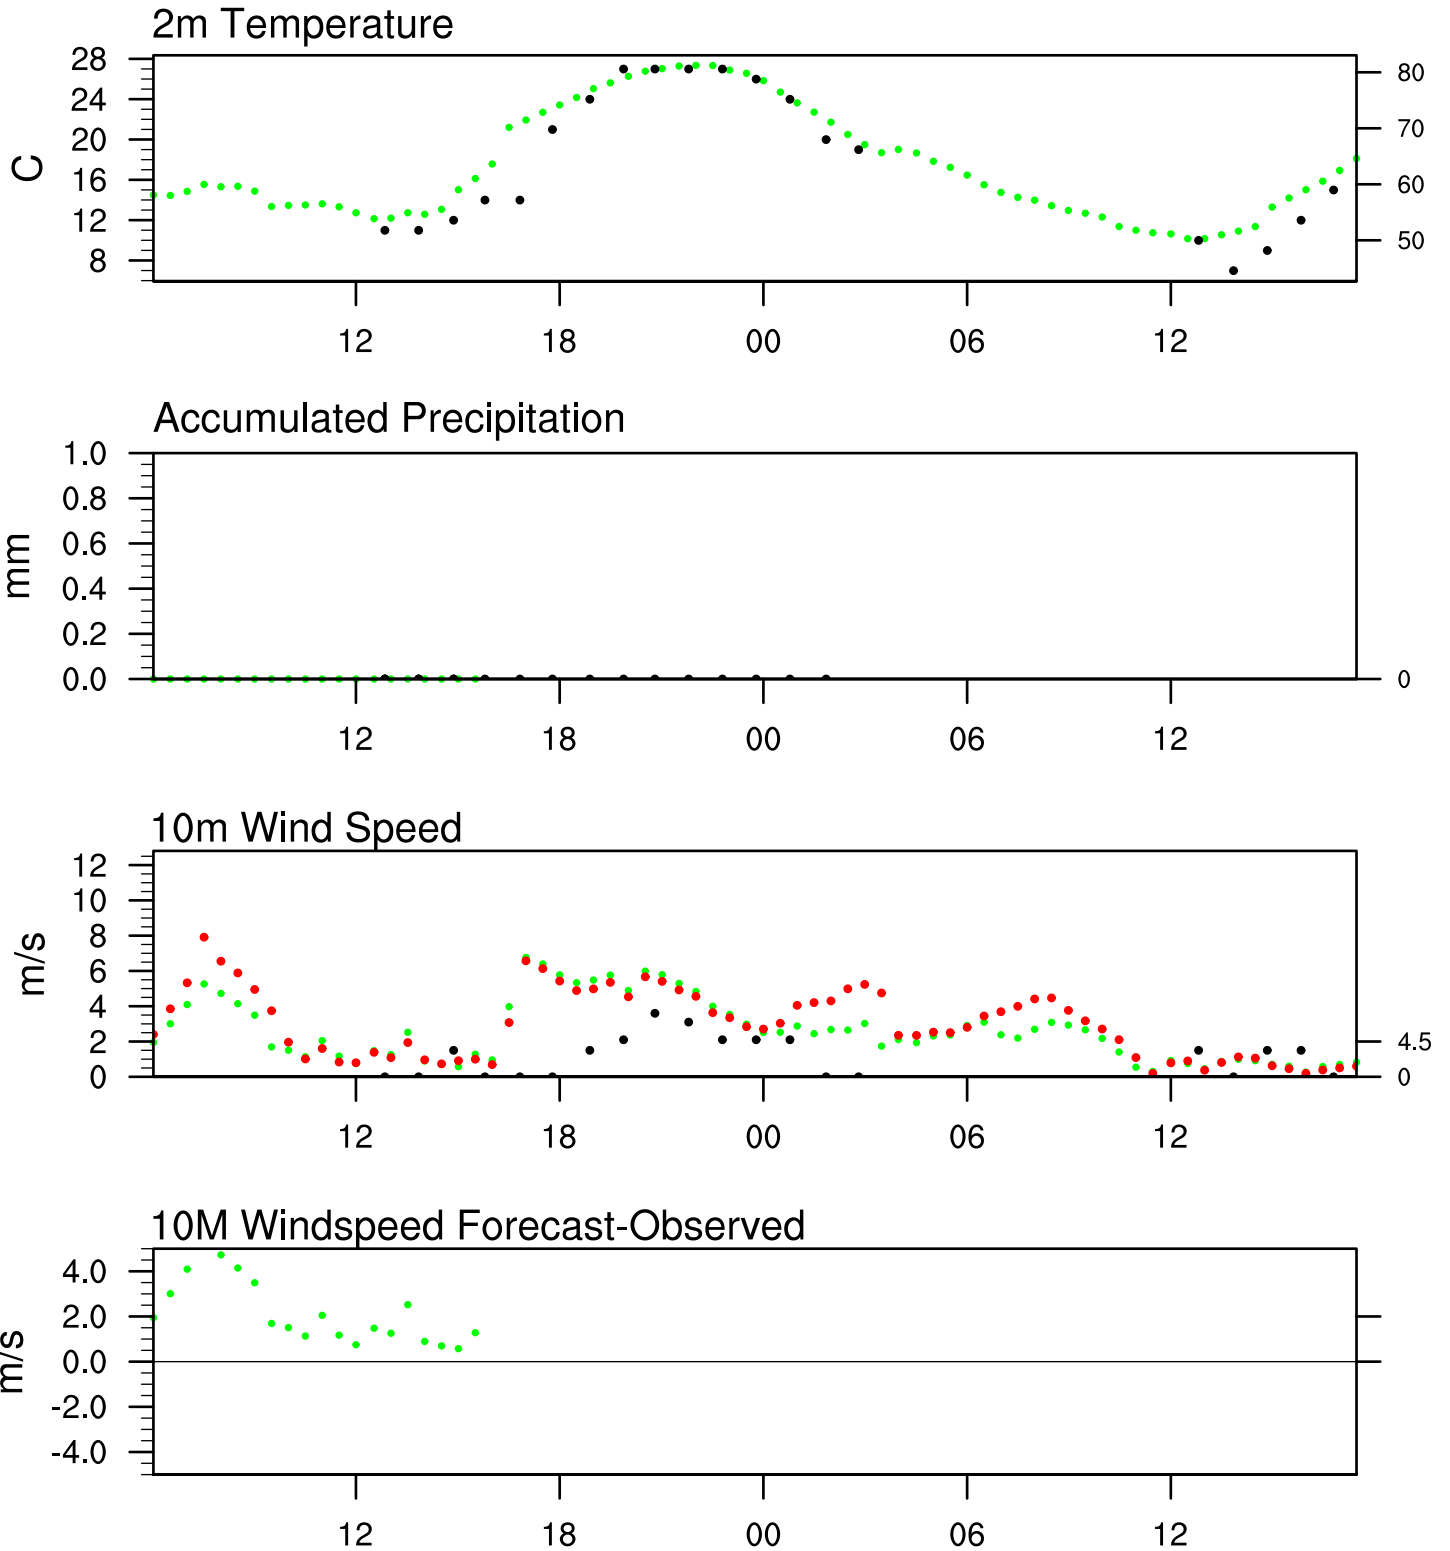 2m Temperature
28
24
20
16
12
8
C
80
70
60
50
12 18 00 06 12
Accumulated Precipitation
1.0
0.8
0.6
0.4
0.2
0.0
mm
0
12 18 00 06 12
10m Wind Speed
12
10
8
6
4
2
0
m/s
4.5
0
12 18 00 06 12
10M Windspeed Forecast-Observed
4.0
2.0
0.0
-2.0
-4.0
m/s
12 18 00 06 12